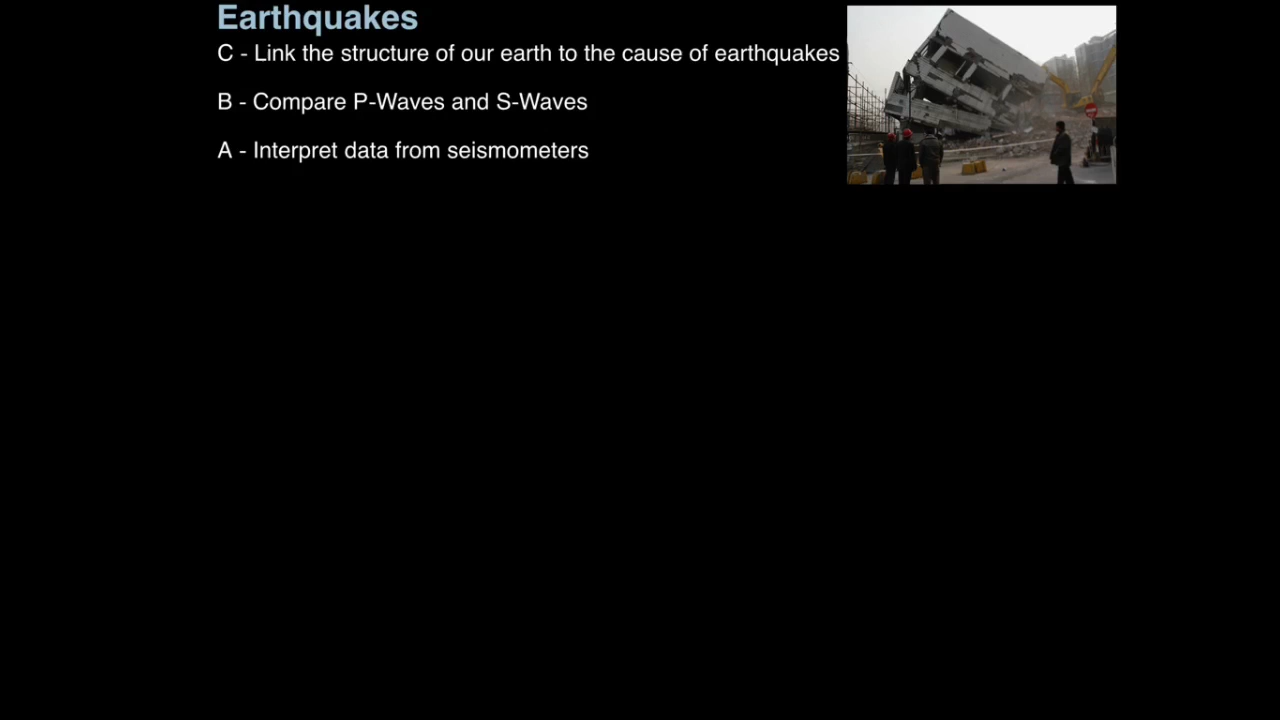 Earthquakes
C - Link the structure of our earth to the cause of earthquakes
B - Compare P-Waves and S-Waves
A - Interpret data from seismometers